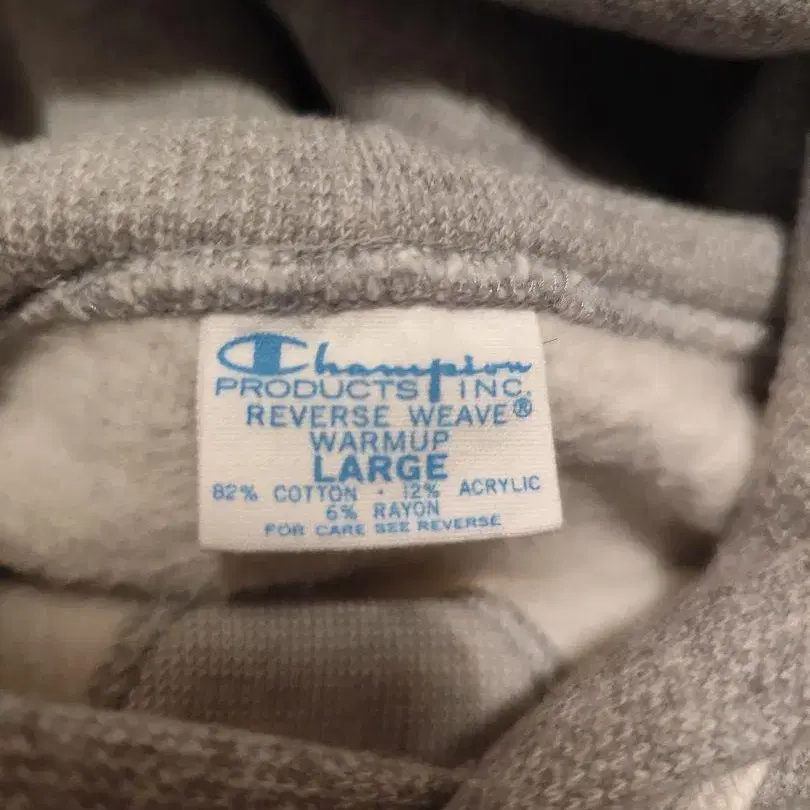 Champion
PRODUCTS INC.
REVERSE WEAVE®
WARMUP
LARGE
82% COTTON · 12% ACRYLIC
6% RAYON
FOR CARE SEE REVERSE